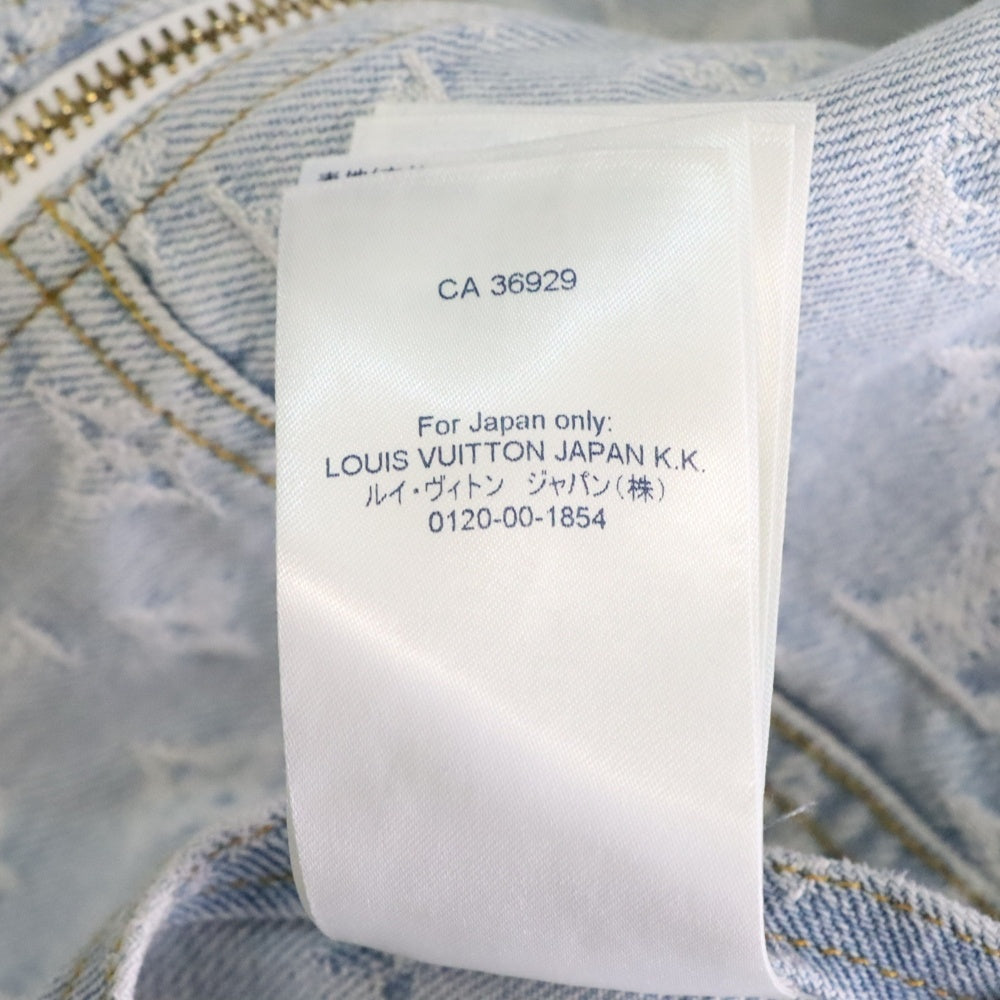 CA 36929
For Japan only:
LOUIS VUITTON JAPAN K.K.
ルイ・ヴィトン　ジャパン（株）
0120-00-1854